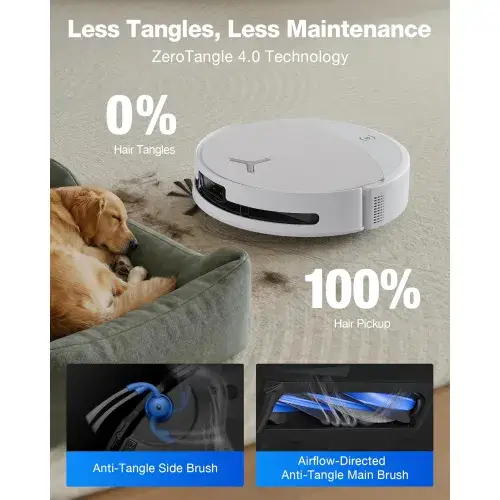 Less Tangles, Less Maintenance
ZeroTangle 4.0 Technology
0%
Hair Tangles
100%
Hair Pickup
Anti-Tangle Side Brush
Airflow-Directed
Anti-Tangle Main Brush